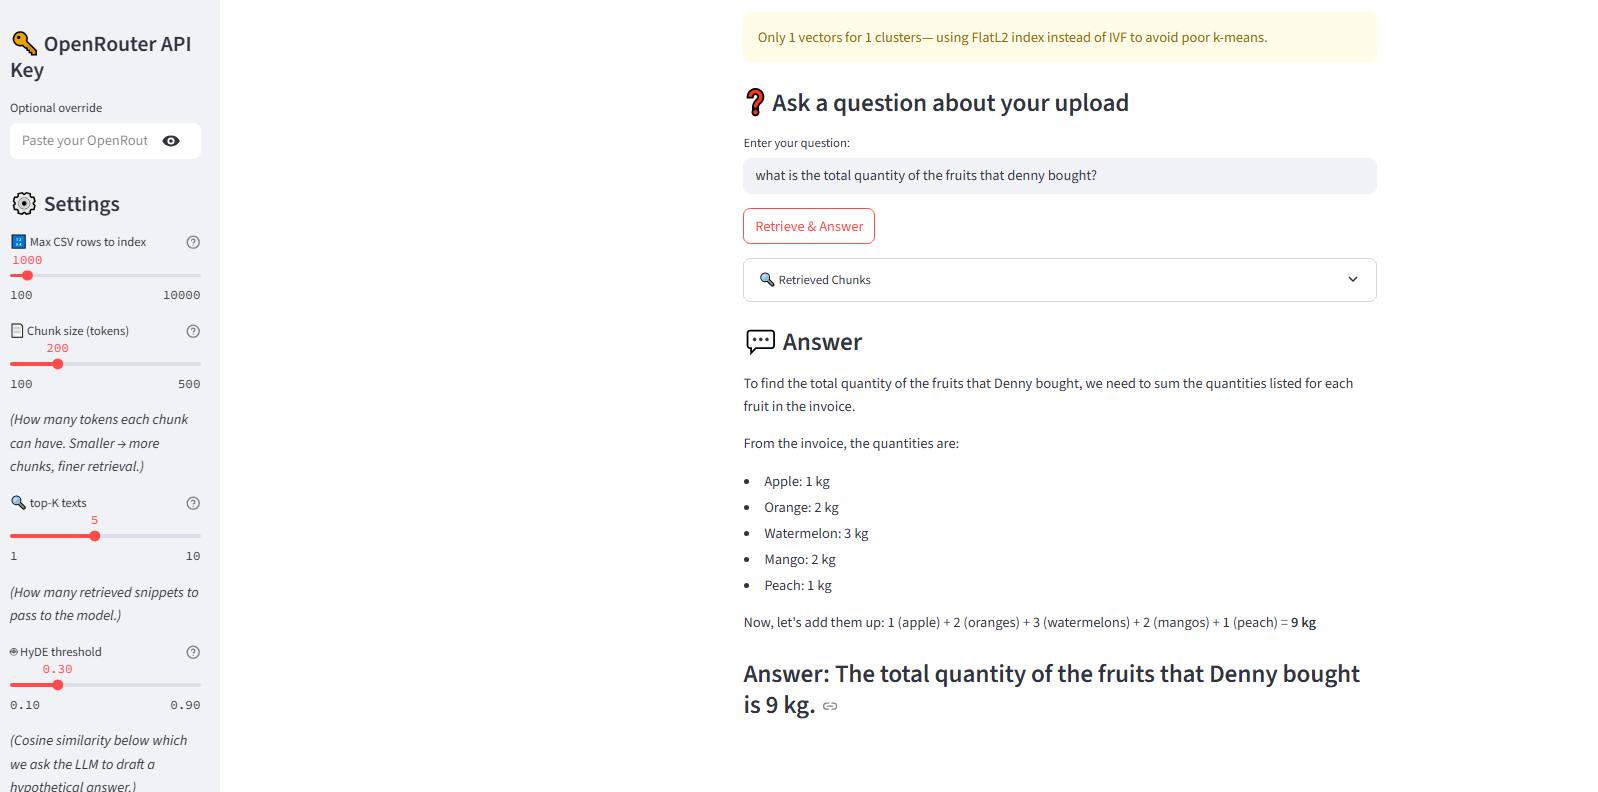 OpenRouter API
Key
Optional override
Paste your OpenRout
Settings
Max CSV rows to index
1000
100 10000
Chunk size (tokens)
200
100 500
(How many tokens each chunk
can have. Smaller → more
chunks, finer retrieval.)
top-K texts
5
1 10
(How many retrieved snippets to
pass to the model.)
HyDE threshold
0.30
0.10 0.90
(Cosine similarity below which
we ask the LLM to draft a
hypothetical answer.)
Only 1 vectors for 1 clusters— using FlatL2 index instead of IVF to avoid poor k-means.
Ask a question about your upload
Enter your question:
what is the total quantity of the fruits that denny bought?
Retrieve & Answer
Retrieved Chunks
Answer
To find the total quantity of the fruits that Denny bought, we need to sum the quantities listed for each
fruit in the invoice.
From the invoice, the quantities are:
• Apple: 1 kg
• Orange: 2 kg
• Watermelon: 3 kg
• Mango: 2 kg
• Peach: 1 kg
Now, let's add them up: 1 (apple) + 2 (oranges) + 3 (watermelons) + 2 (mangos) + 1 (peach) = 9 kg
Answer: The total quantity of the fruits that Denny bought
is 9 kg.